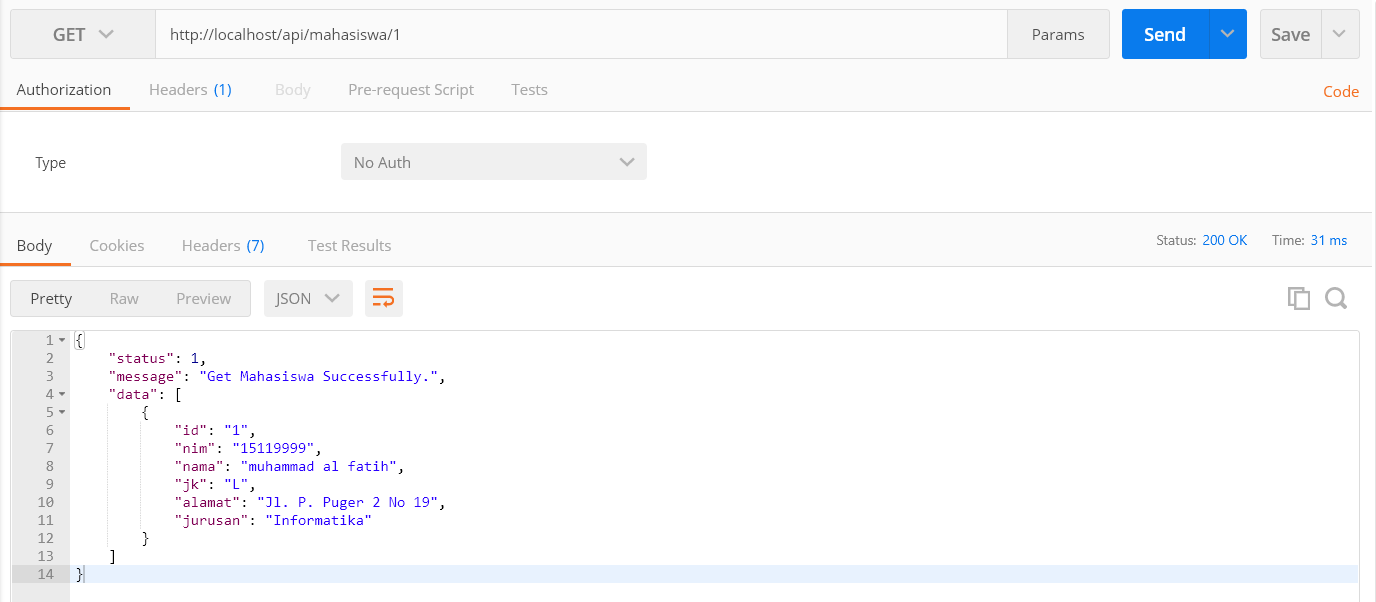 GET http://localhost/api/mahasiswa/1 Params Send Save
Authorization Headers (1) Body Pre-request Script Tests Code
Type No Auth
Body Cookies Headers (7) Test Results Status: 200 OK Time: 31 ms
Pretty Raw Preview JSON
1 {
2 "status": 1,
3 "message": "Get Mahasiswa Successfully.",
4 "data": [
5 {
6 "id": "1",
7 "nim": "15119999",
8 "nama": "muhammad al fatih",
9 "jk": "L",
10 "alamat": "Jl. P. Puger 2 No 19",
11 "jurusan": "Informatika"
12 }
13 ]
14 }